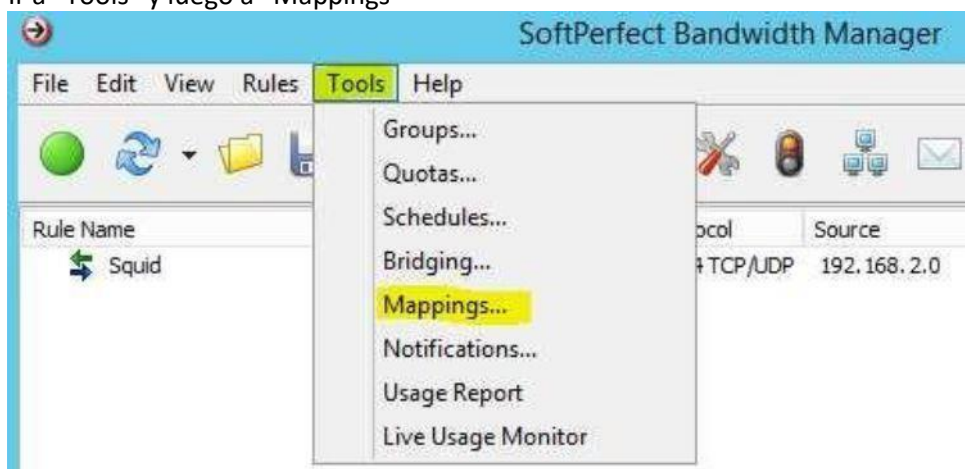 Ir a "Tools" y luego a "Mappings"
SoftPerfect Bandwidth Manager
File Edit View Rules Tools Help
Groups...
Quotas...
Schedules...
Bridging...
Mappings...
Notifications...
Usage Report
Live Usage Monitor
Rule Name ocol Source
Squid TCP/UDP 192.168.2.0